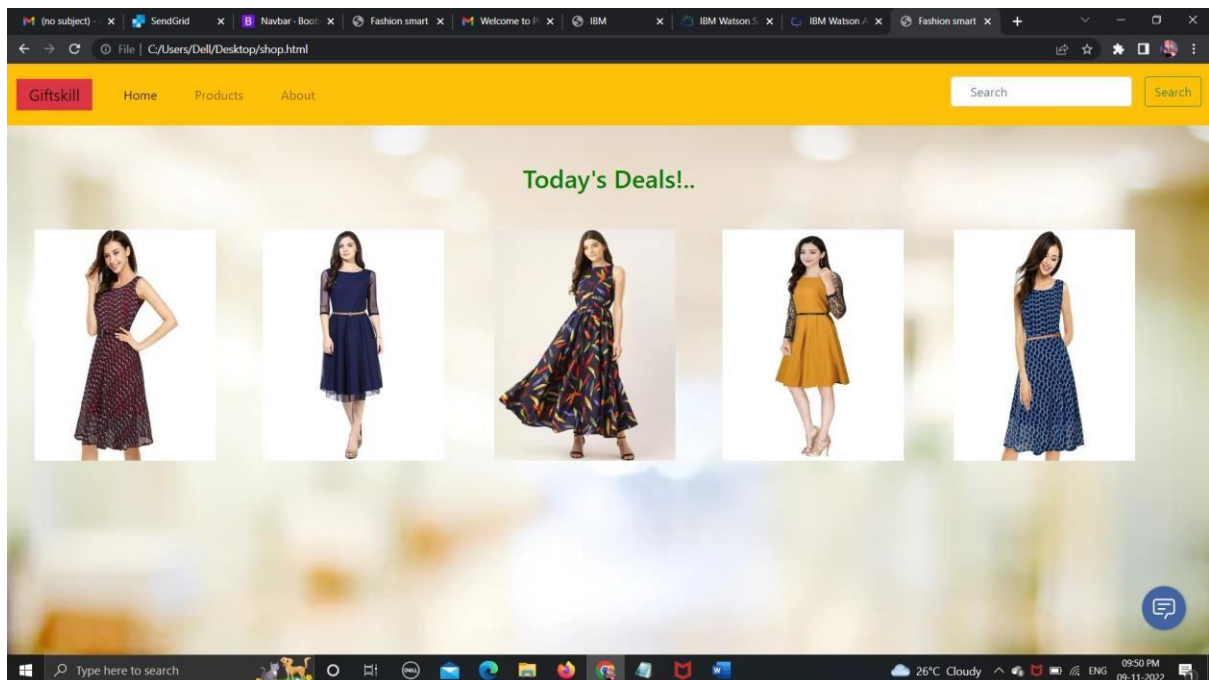 (no subject) -
SendGrid
Navbar · Boot
Fashion smart
Welcome to P
IBM
IBM Watson S
IBM Watson A
Fashion smart
File | C:/Users/Dell/Desktop/shop.html
Giftskill
Home
Products
About
Search
Search
Today's Deals!..
Type here to search
DELL
26°C Cloudy
ENG
09:50 PM
09-11-2022